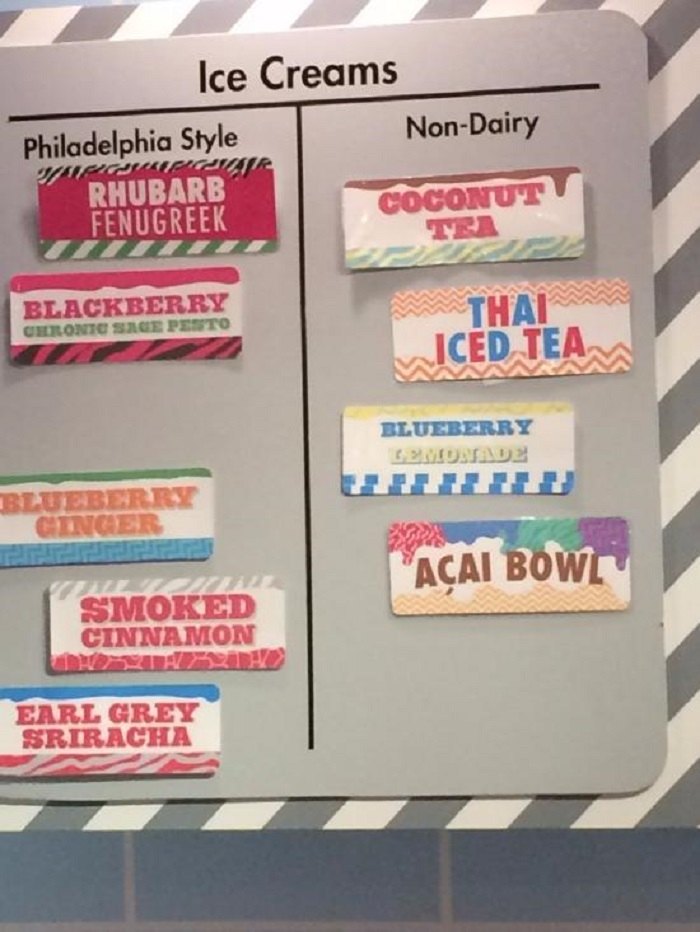 Ice Creams
Philadelphia Style
RHUBARB
FENUGREEK
BLACKBERRY
CHRONIC SAGE PESTO
BLUEBERRY
GINGER
SMOKED
CINNAMON
EARL GREY
SRIRACHA
Non-Dairy
COCONUT
TEA
THAI
ICED TEA
BLUEBERRY
LEMONADE
AÇAI BOWL